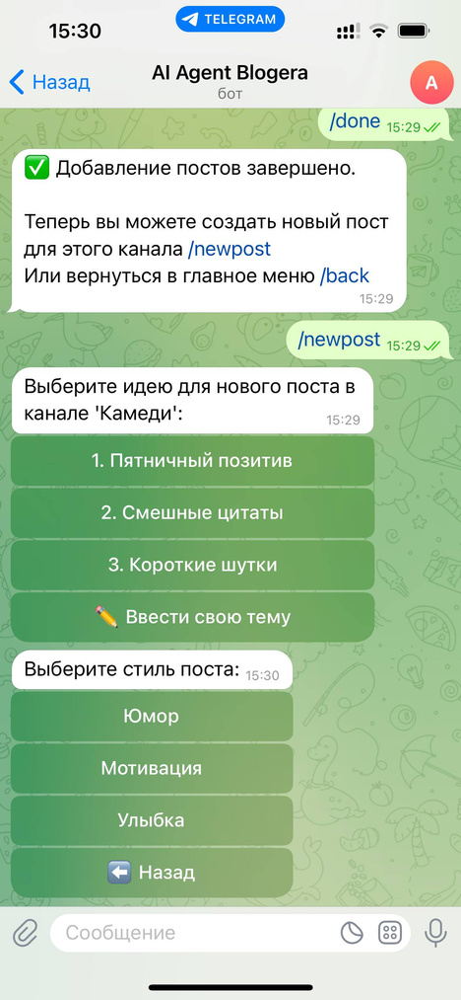 15:30
TELEGRAM
Назад
AI Agent Blogera
бот
A
/done 15:29
✅ Добавление постов завершено.
Теперь вы можете создать новый пост
для этого канала /newpost
Или вернуться в главное меню /back
15:29
/newpost 15:29
Выберите идею для нового поста в
канале 'Камеди': 15:29
1. Пятничный позитив
2. Смешные цитаты
3. Короткие шутки
✏️ Ввести свою тему
Выберите стиль поста: 15:30
Юмор
Мотивация
Улыбка
⬅️ Назад
Сообщение